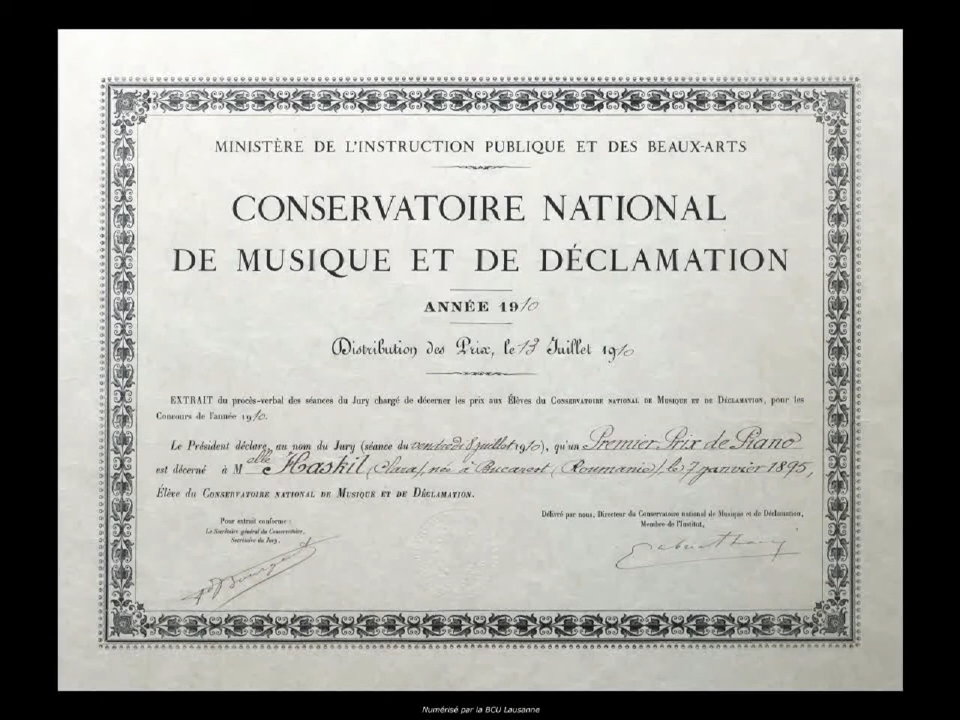 MINISTÈRE DE L'INSTRUCTION PUBLIQUE ET DES BEAUX-ARTS
CONSERVATOIRE NATIONAL
DE MUSIQUE ET DE DÉCLAMATION
ANNÉE 1910
Distribution des Prix, le 13 Juillet 1910
EXTRAIT du procès-verbal des séances du Jury chargé de décerner les prix aux Élèves du CONSERVATOIRE NATIONAL DE MUSIQUE ET DE DÉCLAMATION, pour les
Concours de l'année 1910.
Le Président déclare, au nom du Jury (séance du vendredi 8 juillet 1910), qu'un Premier Prix de Piano
est décerné à Melle Haskil (Clara), née à Bucarest (Roumanie), le 7 janvier 1895,
Élève du CONSERVATOIRE NATIONAL DE MUSIQUE ET DE DÉCLAMATION.
Pour extrait conforme :
Le Secrétaire général du Conservatoire,
Secrétaire du Jury,
Délivré par nous, Directeur du Conservatoire national de Musique et de Déclamation,
Membre de l'Institut,
Numérisé par la BCU Lausanne